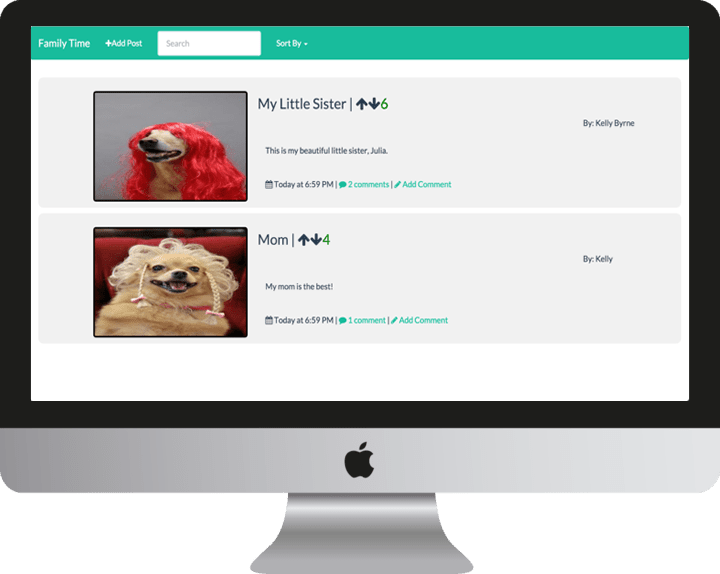 Family Time +Add Post Search Sort By
My Little Sister | 6
By: Kelly Byrne
This is my beautiful little sister, Julia.
Today at 6:59 PM | 2 comments | Add Comment
Mom | 4
By: Kelly
My mom is the best!
Today at 6:59 PM | 1 comment | Add Comment